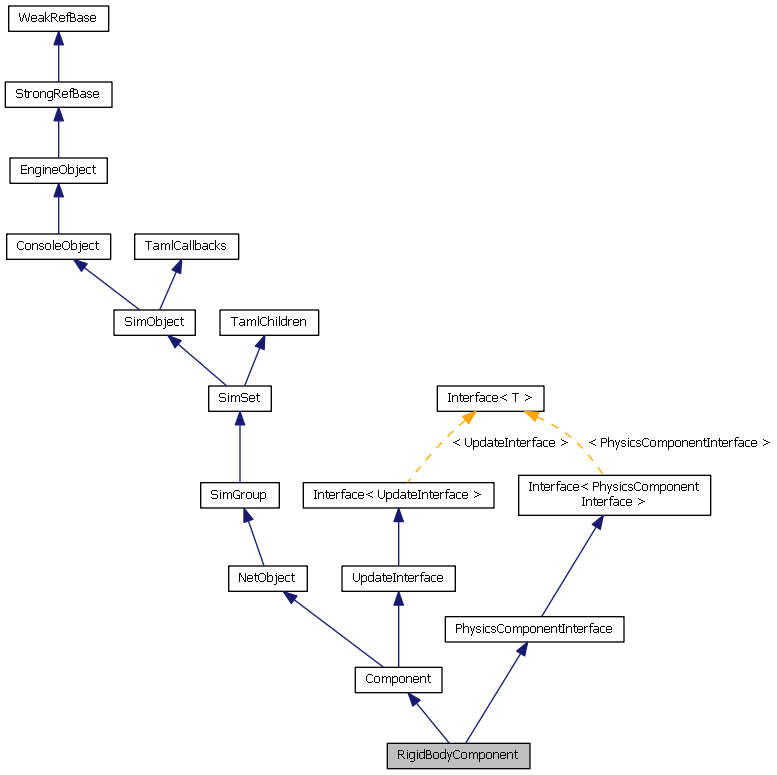 WeakRefBase
StrongRefBase
EngineObject
ConsoleObject
TamlCallbacks
SimObject
TamlChildren
SimSet
Interface< T >
< UpdateInterface >
< PhysicsComponentInterface >
SimGroup
Interface< UpdateInterface >
Interface< PhysicsComponent
Interface >
NetObject
UpdateInterface
PhysicsComponentInterface
Component
RigidBodyComponent